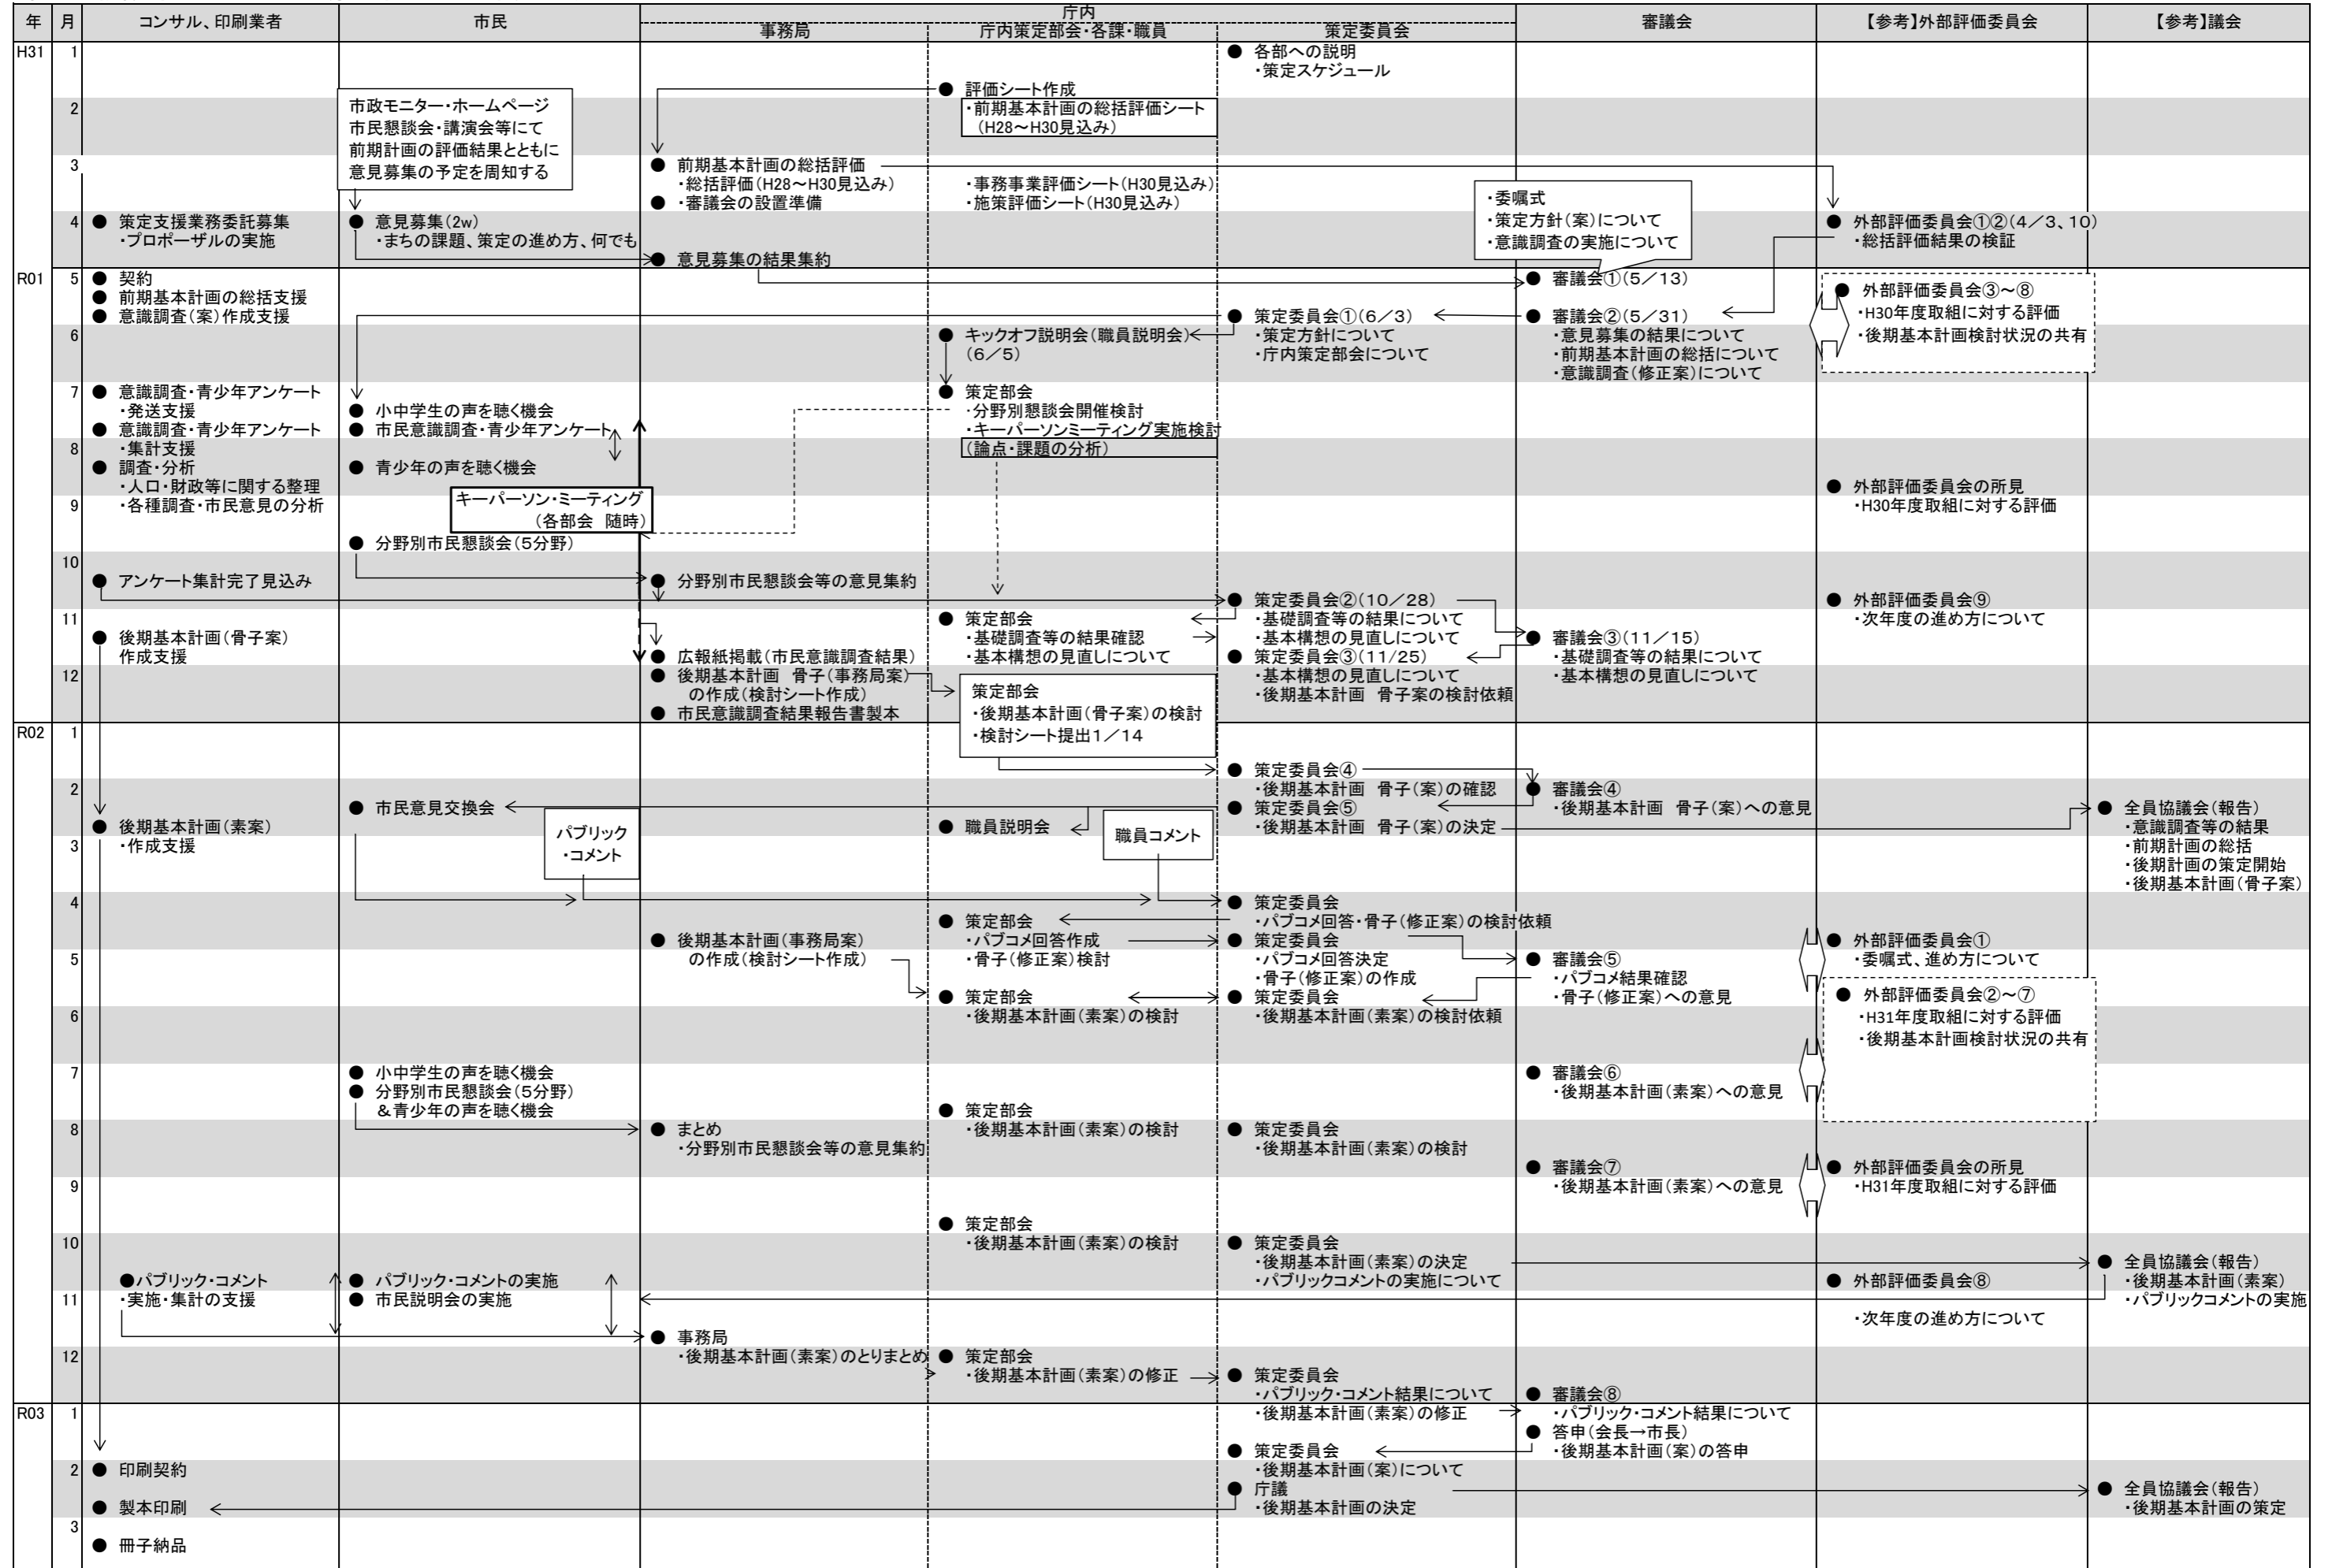 年 月 コンサル、印刷業者 市民 庁内 審議会 【参考】外部評価委員会 【参考】議会
事務局 庁内策定部会・各課・職員 策定委員会
H31 1
● 各部への説明
・策定スケジュール
● 評価シート作成
・前期基本計画の総括評価シート
（H28～H30見込み）
2
市政モニター・ホームページ
市民懇談会・講演会等にて
前期計画の評価結果とともに
意見募集の予定を周知する
3
● 前期基本計画の総括評価
・総括評価（H28～H30見込み）
● ・審議会の設置準備
・事務事業評価シート（H30見込み）
・施策評価シート（H30見込み）
・委嘱式
・策定方針（案）について
・意識調査の実施について
4
● 策定支援業務委託募集
・プロポーザルの実施
● 意見募集（2w）
・まちの課題、策定の進め方、何でも
● 意見募集の結果集約
● 外部評価委員会①②（4／3、10）
・総括評価結果の検証
R01 5
● 契約
● 前期基本計画の総括支援
● 意識調査（案）作成支援
● 審議会①（5／13）
● 外部評価委員会③～⑧
・H30年度取組に対する評価
・後期基本計画検討状況の共有
● 策定委員会①（6／3）
・策定方針について
・庁内策定部会について
● 審議会②（5／31）
・意見募集の結果について
・前期基本計画の総括について
・意識調査（修正案）について
6
● キックオフ説明会（職員説明会）
（6／5）
7
● 意識調査・青少年アンケート
・発送支援
● 意識調査・青少年アンケート
・集計支援
● 小中学生の声を聴く機会
● 市民意識調査・青少年アンケート
● 策定部会
・分野別懇談会開催検討
・キーパーソンミーティング実施検討
（論点・課題の分析）
8
● 調査・分析
・人口・財政等に関する整理
・各種調査・市民意見の分析
● 青少年の声を聴く機会
キーパーソン・ミーティング
（各部会　随時）
● 外部評価委員会の所見
・H30年度取組に対する評価
9
● 分野別市民懇談会（5分野）
10
● アンケート集計完了見込み
● 分野別市民懇談会等の意見集約
● 策定委員会②（10／28）
・基礎調査等の結果について
・基本構想の見直しについて
● 外部評価委員会⑨
・次年度の進め方について
11
● 後期基本計画（骨子案）
作成支援
● 策定部会
・基礎調査等の結果確認
・基本構想の見直しについて
● 審議会③（11／15）
・基礎調査等の結果について
・基本構想の見直しについて
● 広報紙掲載（市民意識調査結果）
● 策定委員会③（11/25）
・基本構想の見直しについて
・後期基本計画　骨子案の検討依頼
12
● 後期基本計画　骨子（事務局案）
の作成（検討シート作成）
● 市民意識調査結果報告書製本
策定部会
・後期基本計画（骨子案）の検討
・検討シート提出１／14
R02 1
● 策定委員会④
・後期基本計画　骨子（案）の確認
2
● 審議会④
・後期基本計画　骨子（案）への意見
● 市民意見交換会
● 策定委員会⑤
・後期基本計画　骨子（案）の決定
● 全員協議会（報告）
・意識調査等の結果
・前期計画の総括
・後期計画の策定開始
・後期基本計画（骨子案）
● 後期基本計画（素案）
・作成支援
パブリック
・コメント
● 職員説明会
職員コメント
3
4
● 策定委員会
・パブコメ回答・骨子（修正案）の検討依頼
● 策定部会
・パブコメ回答作成
・骨子（修正案）検討
● 後期基本計画（事務局案）
の作成（検討シート作成）
● 策定委員会
・パブコメ回答決定
・骨子（修正案）の作成
● 外部評価委員会①
・委嘱式、進め方について
5
● 審議会⑤
・パブコメ結果確認
・骨子（修正案）への意見
● 策定部会
・後期基本計画（素案）の検討
● 策定委員会
・後期基本計画（素案）の検討依頼
● 外部評価委員会②～⑦
・H31年度取組に対する評価
・後期基本計画検討状況の共有
6
7
● 小中学生の声を聴く機会
● 分野別市民懇談会（5分野）
＆青少年の声を聴く機会
● 審議会⑥
・後期基本計画（素案）への意見
● 策定部会
・後期基本計画（素案）の検討
8
● まとめ
・分野別市民懇談会等の意見集約
● 策定委員会
・後期基本計画（素案）の検討
● 審議会⑦
・後期基本計画（素案）への意見
● 外部評価委員会の所見
・H31年度取組に対する評価
9
● 策定部会
・後期基本計画（素案）の検討
10
● 策定委員会
・後期基本計画（素案）の決定
・パブリックコメントの実施について
● 全員協議会（報告）
・後期基本計画（素案）
・パブリックコメントの実施
●パブリック・コメント
・実施・集計の支援
● パブリック・コメントの実施
● 市民説明会の実施
● 外部評価委員会⑧
・次年度の進め方について
11
● 事務局
・後期基本計画（素案）のとりまとめ
12
● 策定部会
・後期基本計画（素案）の修正
● 策定委員会
・パブリック・コメント結果について
・後期基本計画（素案）の修正
● 審議会⑧
・パブリック・コメント結果について
R03 1
● 答申（会長→市長）
・後期基本計画（案）の答申
● 策定委員会
・後期基本計画（案）について
2
● 印刷契約
● 庁議
・後期基本計画の決定
● 全員協議会（報告）
・後期基本計画の策定
● 製本印刷
3
● 冊子納品